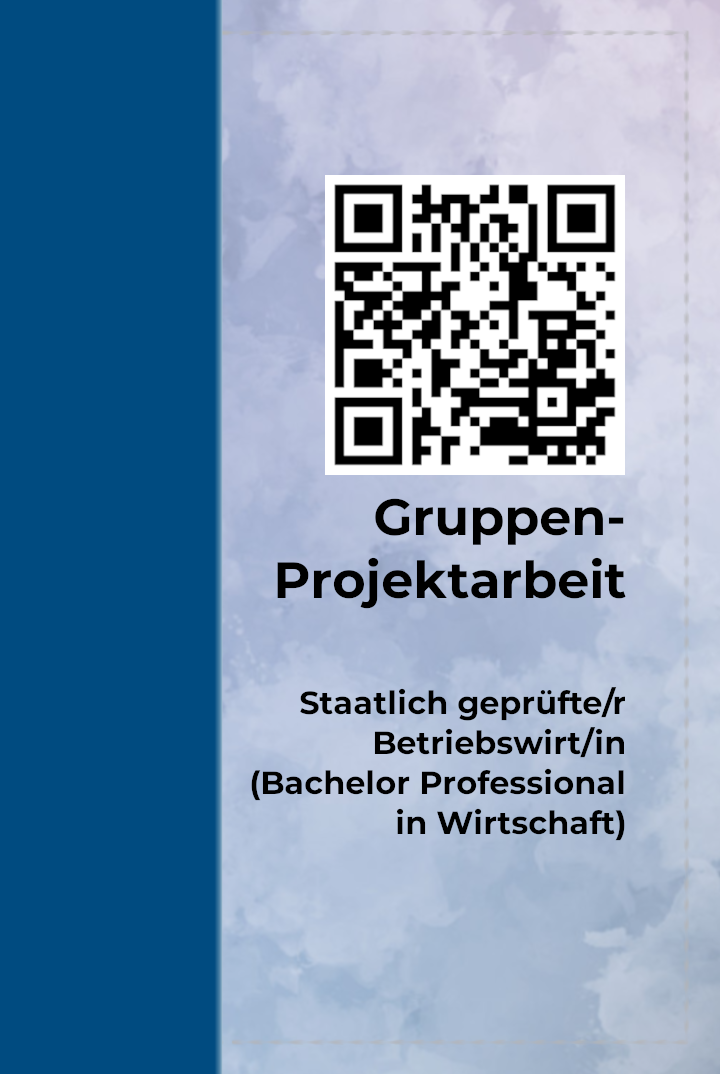 Gruppen-
Projektarbeit
Staatlich geprüfte/r
Betriebswirt/in
(Bachelor Professional
in Wirtschaft)